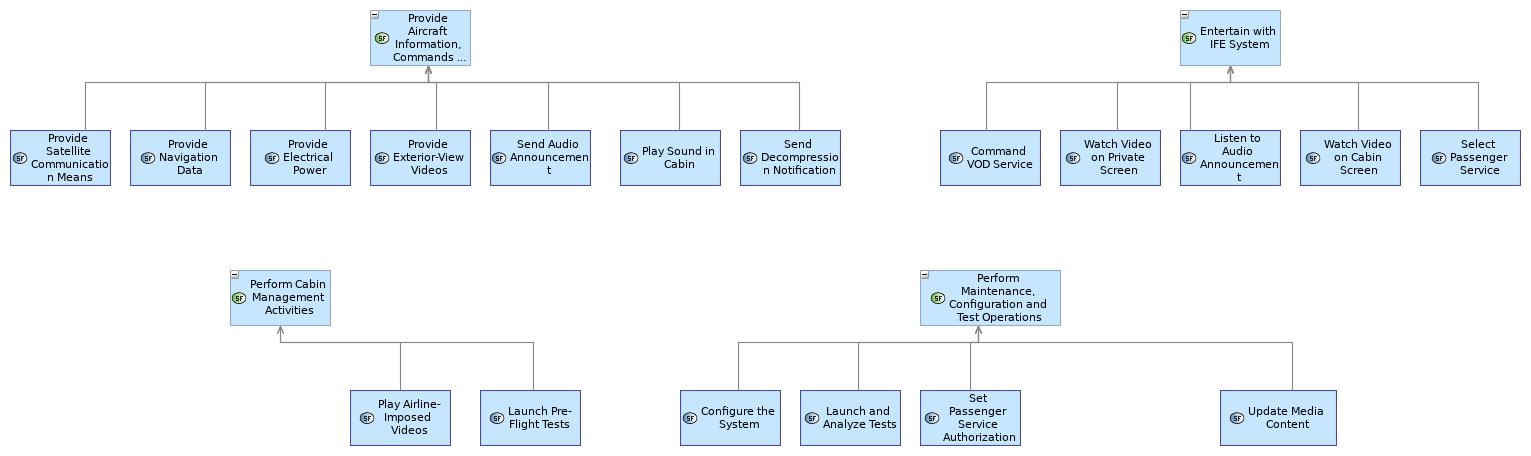 Provide
Aircraft
Information,
Commands ...
SF
Entertain with
IFE System
SF
Provide
Satellite
Communicatio
n Means
SF
Provide
Navigation
Data
SF
Provide
Electrical
Power
SF
Provide
Exterior-View
Videos
SF
Send Audio
Announcemen
t
SF
Play Sound in
Cabin
SF
Send
Decompressio
n Notification
SF
Command
VOD Service
SF
Watch Video
on Private
Screen
SF
Listen to
Audio
Announcemen
t
SF
Watch Video
on Cabin
Screen
SF
Select
Passenger
Service
SF
Perform Cabin
Management
Activities
SF
Perform
Maintenance,
Configuration and
Test Operations
SF
Play Airline-
Imposed
Videos
SF
Launch Pre-
Flight Tests
SF
Configure the
System
SF
Launch and
Analyze Tests
SF
Set
Passenger
Service
Authorization
SF
Update Media
Content
SF